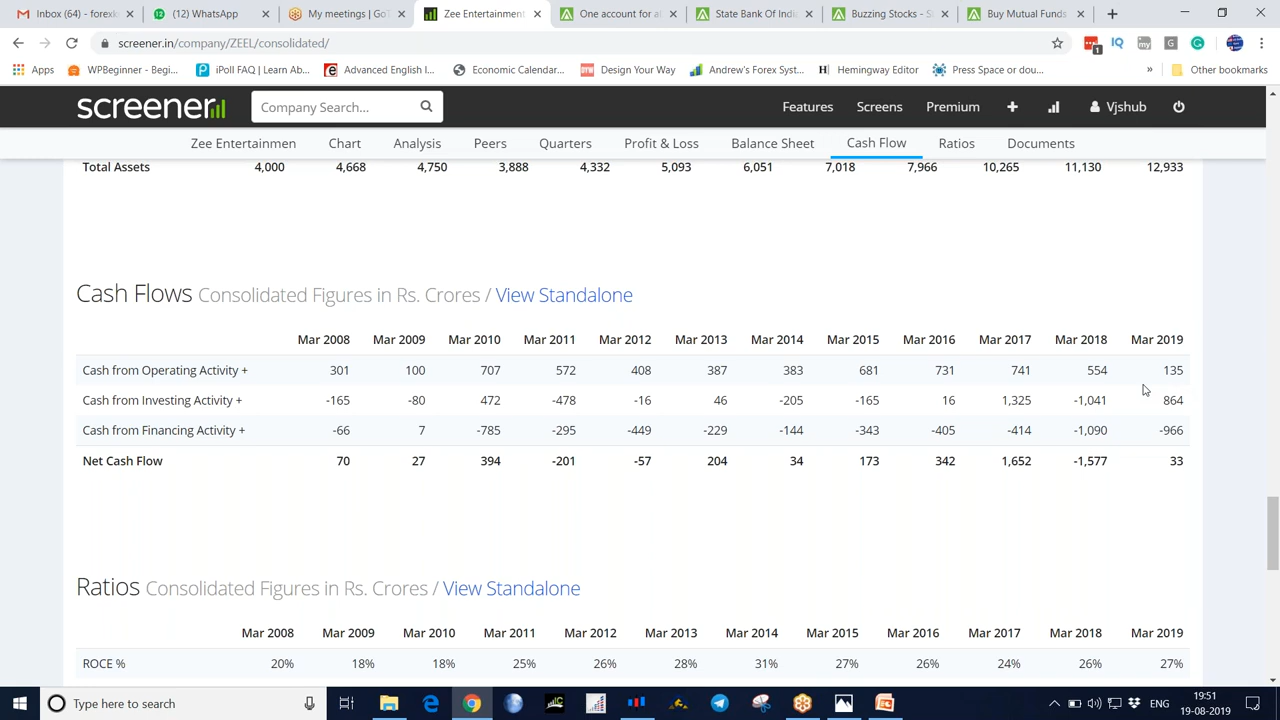 Inbox (64) - forexk
(12) WhatsApp
My meetings | GoT
Zee Entertainment
One account for al
State Bank Of Indi
Buzzing Stocks - S
Buy Mutual Funds
screener.in/company/ZEEL/consolidated/
Apps WPBeginner - Begi... iPoll FAQ | Learn Ab... Advanced English I... Economic Calendar... Design Your Way Andrew's Forex Syst... Hemingway Editor Press Space or dou... » Other bookmarks
screener Company Search... Features Screens Premium Vjshub
Zee Entertainmen Chart Analysis Peers Quarters Profit & Loss Balance Sheet Cash Flow Ratios Documents
Total Assets 4,000 4,668 4,750 3,888 4,332 5,093 6,051 7,018 7,966 10,265 11,130 12,933
Cash Flows Consolidated Figures in Rs. Crores / View Standalone
Mar 2008 Mar 2009 Mar 2010 Mar 2011 Mar 2012 Mar 2013 Mar 2014 Mar 2015 Mar 2016 Mar 2017 Mar 2018 Mar 2019
Cash from Operating Activity + 301 100 707 572 408 387 383 681 731 741 554 135
Cash from Investing Activity + -165 -80 472 -478 -16 46 -205 -165 16 1,325 -1,041 864
Cash from Financing Activity + -66 7 -785 -295 -449 -229 -144 -343 -405 -414 -1,090 -966
Net Cash Flow 70 27 394 -201 -57 204 34 173 342 1,652 -1,577 33
Ratios Consolidated Figures in Rs. Crores / View Standalone
Mar 2008 Mar 2009 Mar 2010 Mar 2011 Mar 2012 Mar 2013 Mar 2014 Mar 2015 Mar 2016 Mar 2017 Mar 2018 Mar 2019
ROCE % 20% 18% 18% 25% 26% 28% 31% 27% 26% 24% 26% 27%
Type here to search
ENG
19:51
19-08-2019